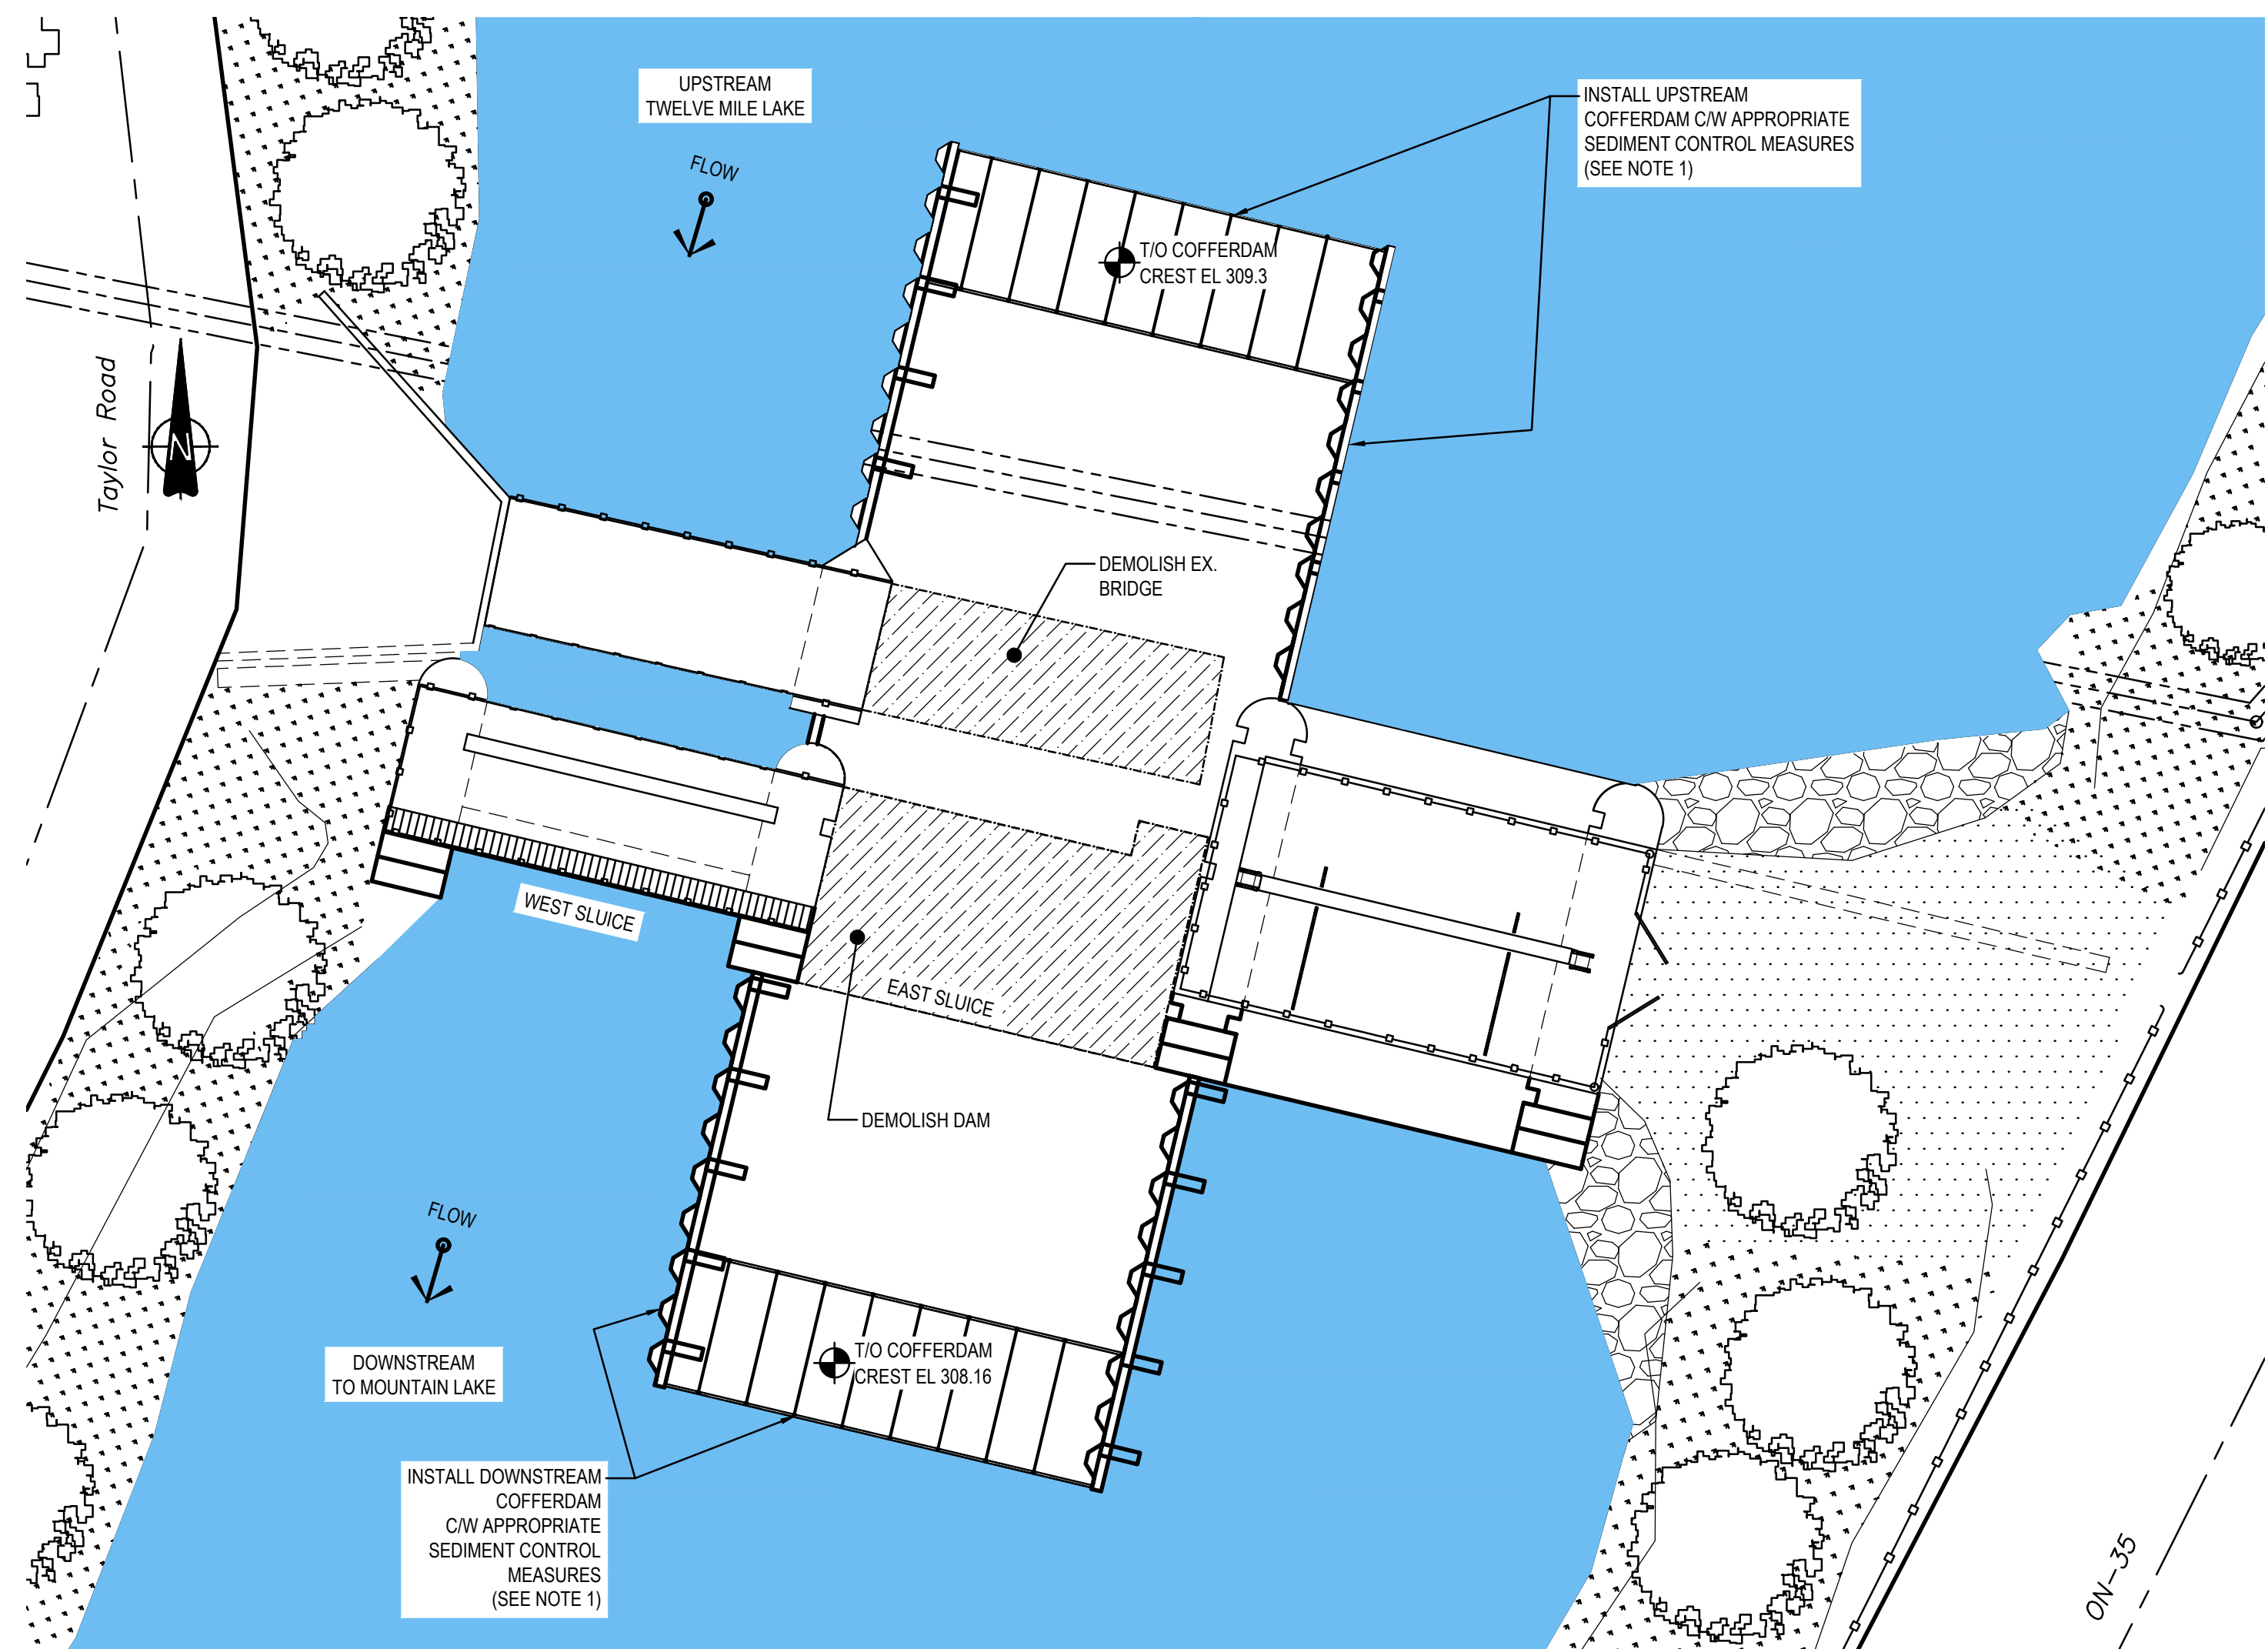 UPSTREAM
TWELVE MILE LAKE
FLOW
INSTALL UPSTREAM
COFFERDAM C/W APPROPRIATE
SEDIMENT CONTROL MEASURES
(SEE NOTE 1)
T/O COFFERDAM
CREST EL 309.3
Taylor Road
N
DEMOLISH EX.
BRIDGE
WEST SLUICE
EAST SLUICE
DEMOLISH DAM
FLOW
DOWNSTREAM
TO MOUNTAIN LAKE
T/O COFFERDAM
CREST EL 308.16
INSTALL DOWNSTREAM
COFFERDAM
C/W APPROPRIATE
SEDIMENT CONTROL
MEASURES
(SEE NOTE 1)
ON-35